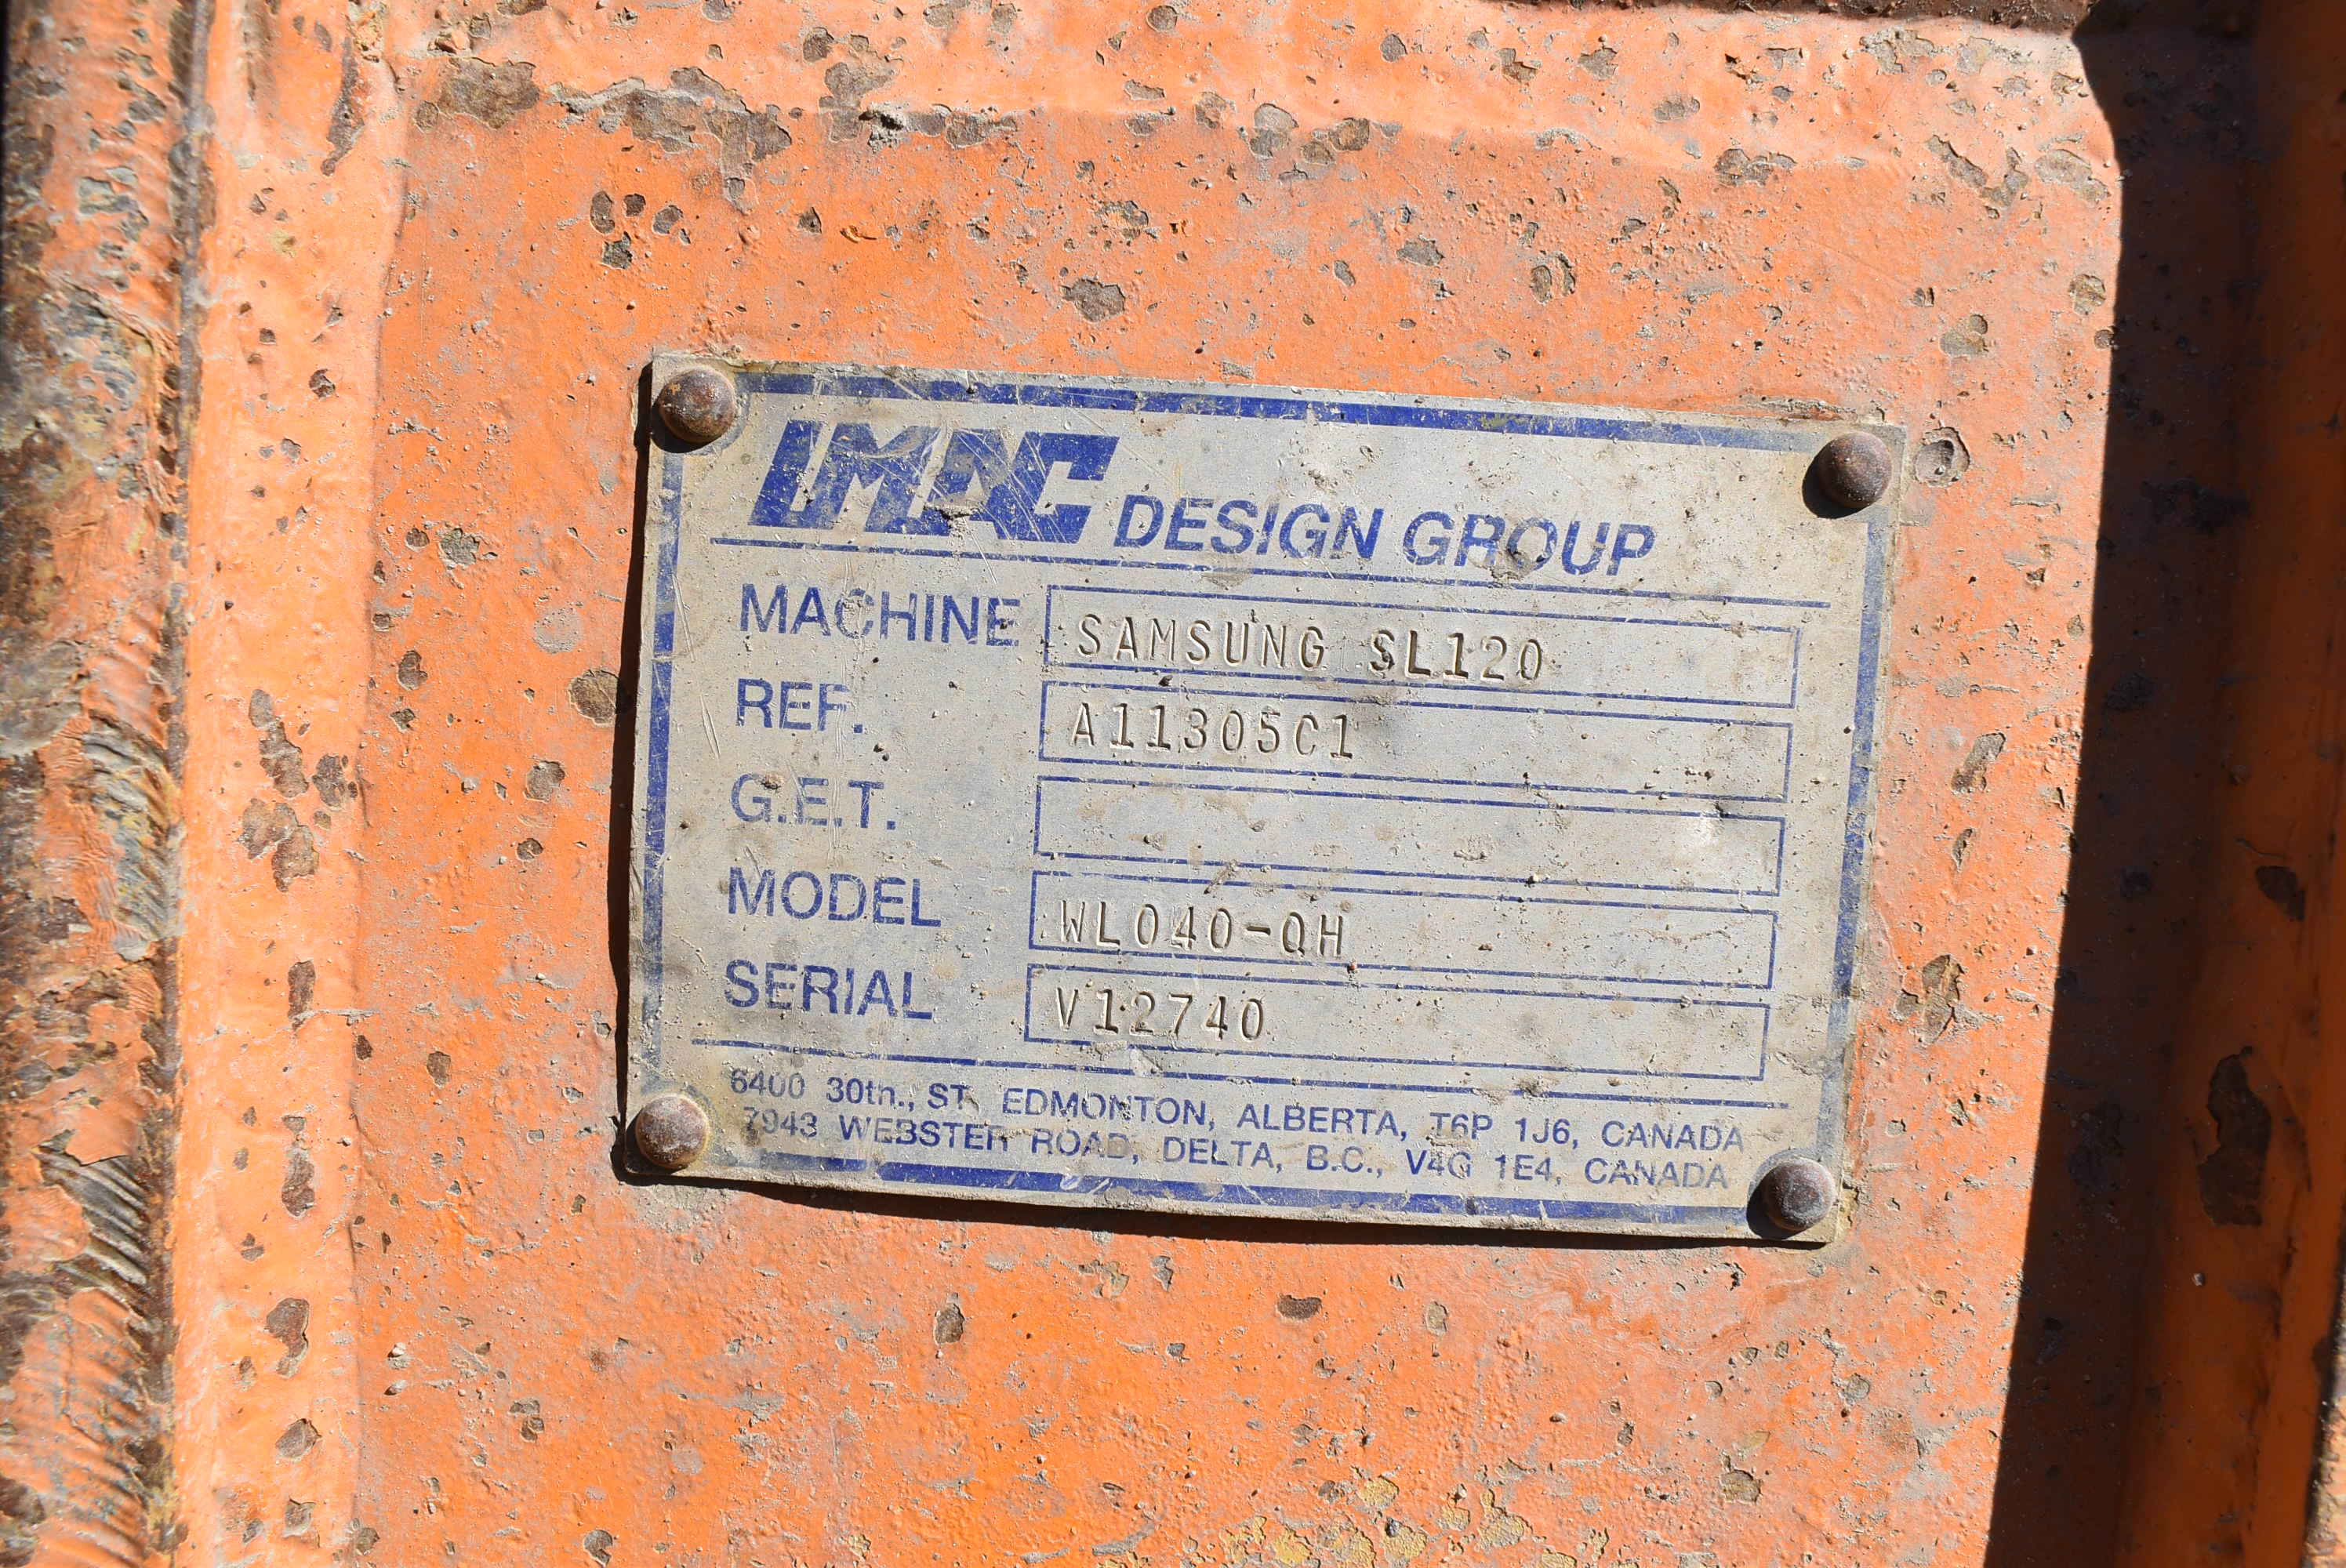 IMAC DESIGN GROUP
MACHINE SAMSUNG SL120
REF. A11305C1
G.E.T.
MODEL WL040-QH
SERIAL V12740
6400 30th., ST. EDMONTON, ALBERTA, T6P 1J6, CANADA
7943 WEBSTER ROAD, DELTA, B.C., V4G 1E4, CANADA